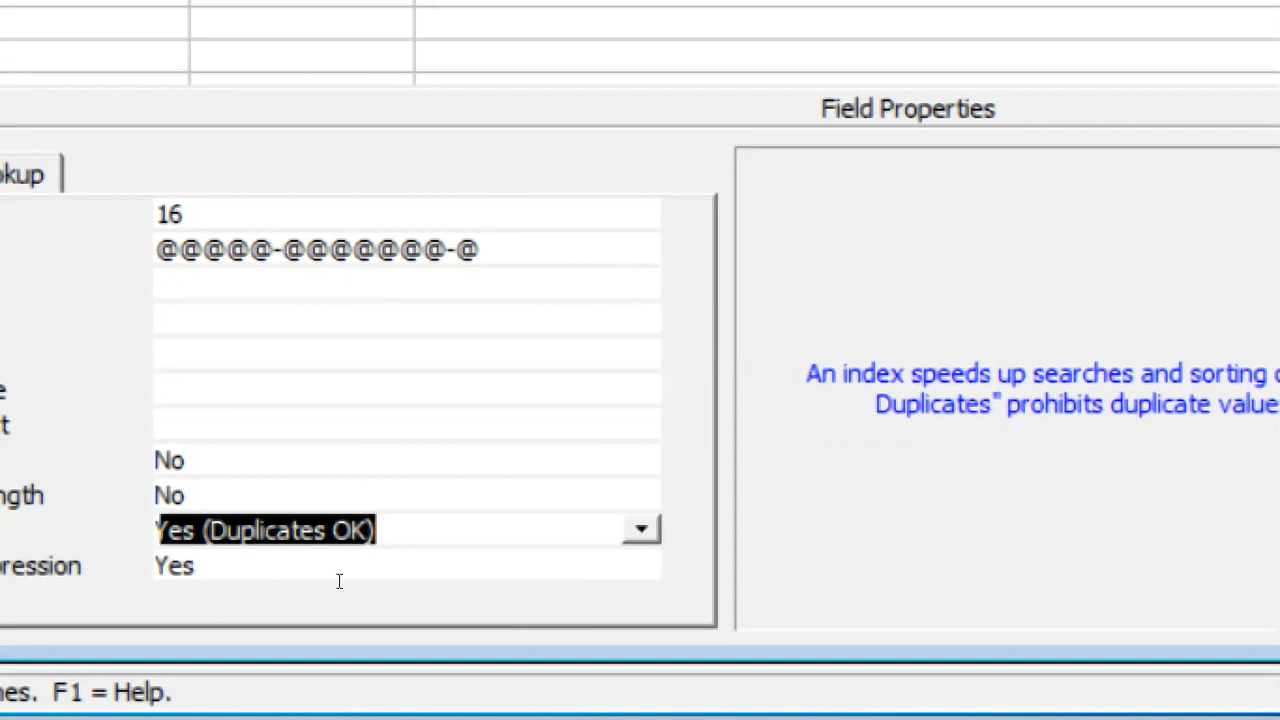 Field Properties
okup
16
@@@@@-@@@@@@@-@
e
t
No
ngth No
Yes (Duplicates OK)
ression Yes
An index speeds up searches and sorting
Duplicates" prohibits duplicate value
nes. F1 = Help.